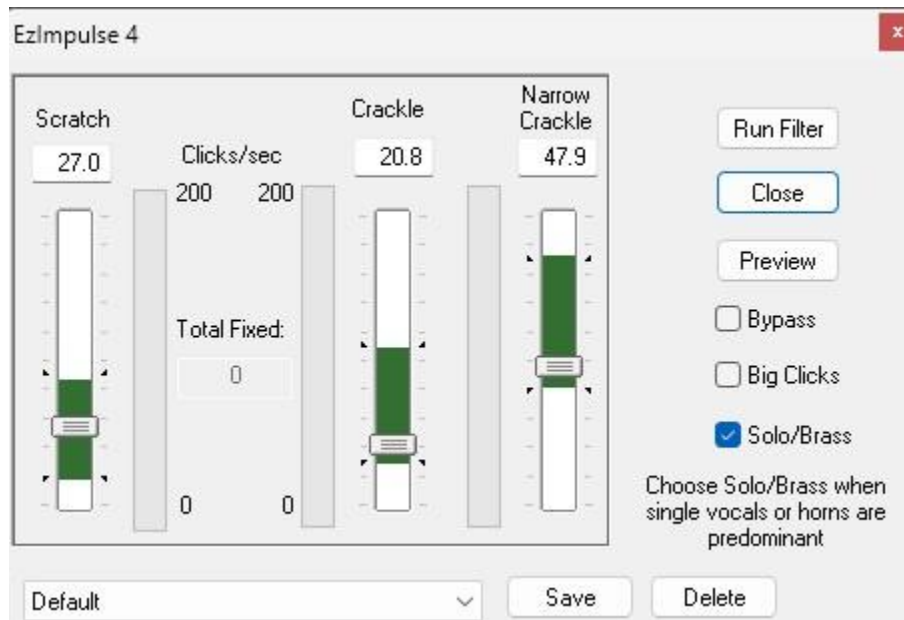 EzImpulse 4
x
Scratch
27.0
Clicks/sec
200 200
Total Fixed:
0
0 0
Crackle
20.8
Narrow
Crackle
47.9
Run Filter
Close
Preview
Bypass
Big Clicks
Solo/Brass
Choose Solo/Brass when
single vocals or horns are
predominant
Default
Save
Delete